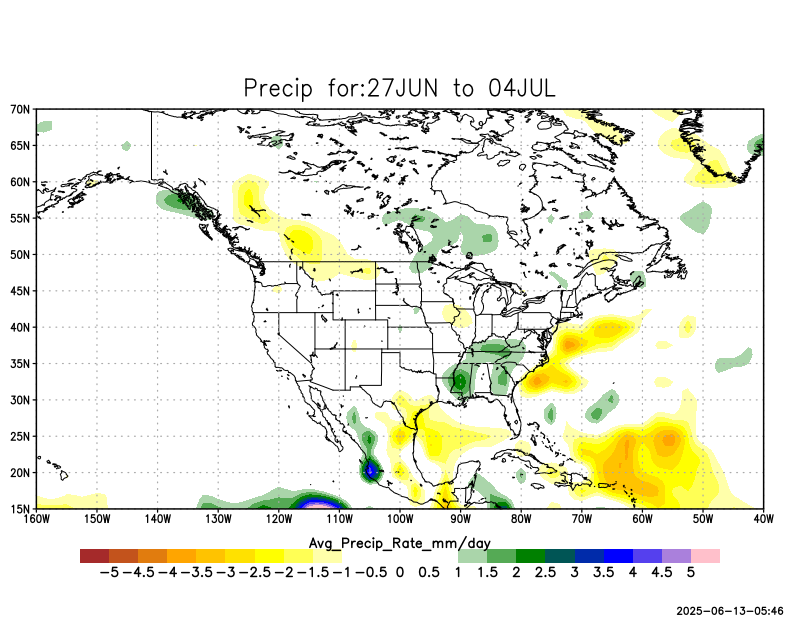 Precip for:27JUN to 04JUL
70N
65N
60N
55N
50N
45N
40N
35N
30N
25N
20N
15N
160W 150W 140W 130W 120W 110W 100W 90W 80W 70W 60W 50W 40W
Avg_Precip_Rate_mm/day
−5 −4.5 −4 −3.5 −3 −2.5 −2 −1.5 −1 −0.5 0 0.5 1 1.5 2 2.5 3 3.5 4 4.5 5
2025-06-13-05:46